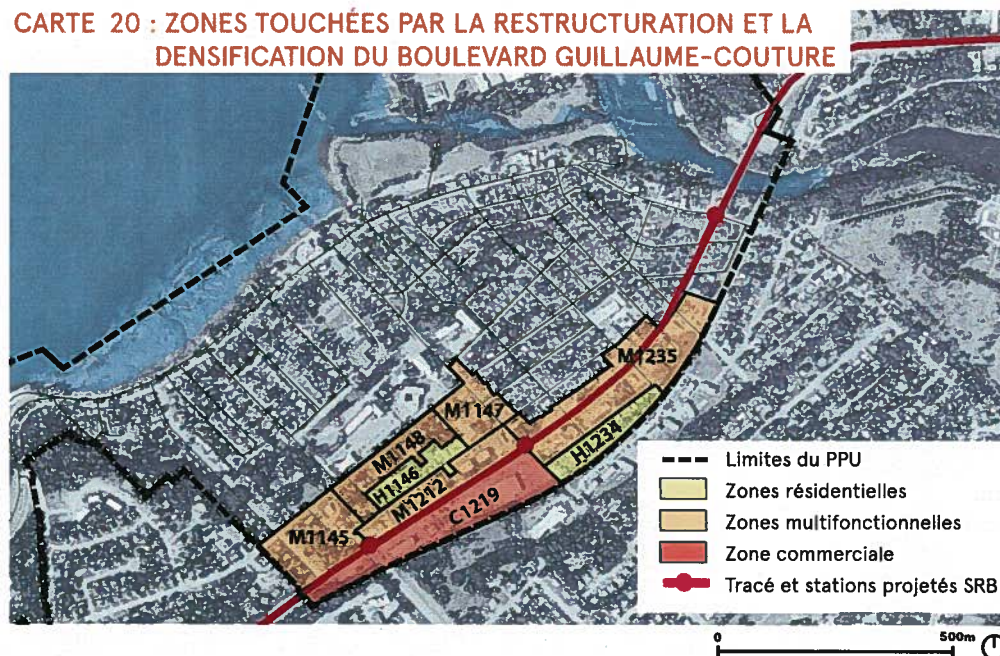 CARTE 20 : ZONES TOUCHÉES PAR LA RESTRUCTURATION ET LA
DENSIFICATION DU BOULEVARD GUILLAUME-COUTURE
M1235
M1147
M1148
H1234
H1146
M1212
C1219
M1145
Limites du PPU
Zones résidentielles
Zones multifonctionnelles
Zone commerciale
Tracé et stations projetés SRB
0
500m